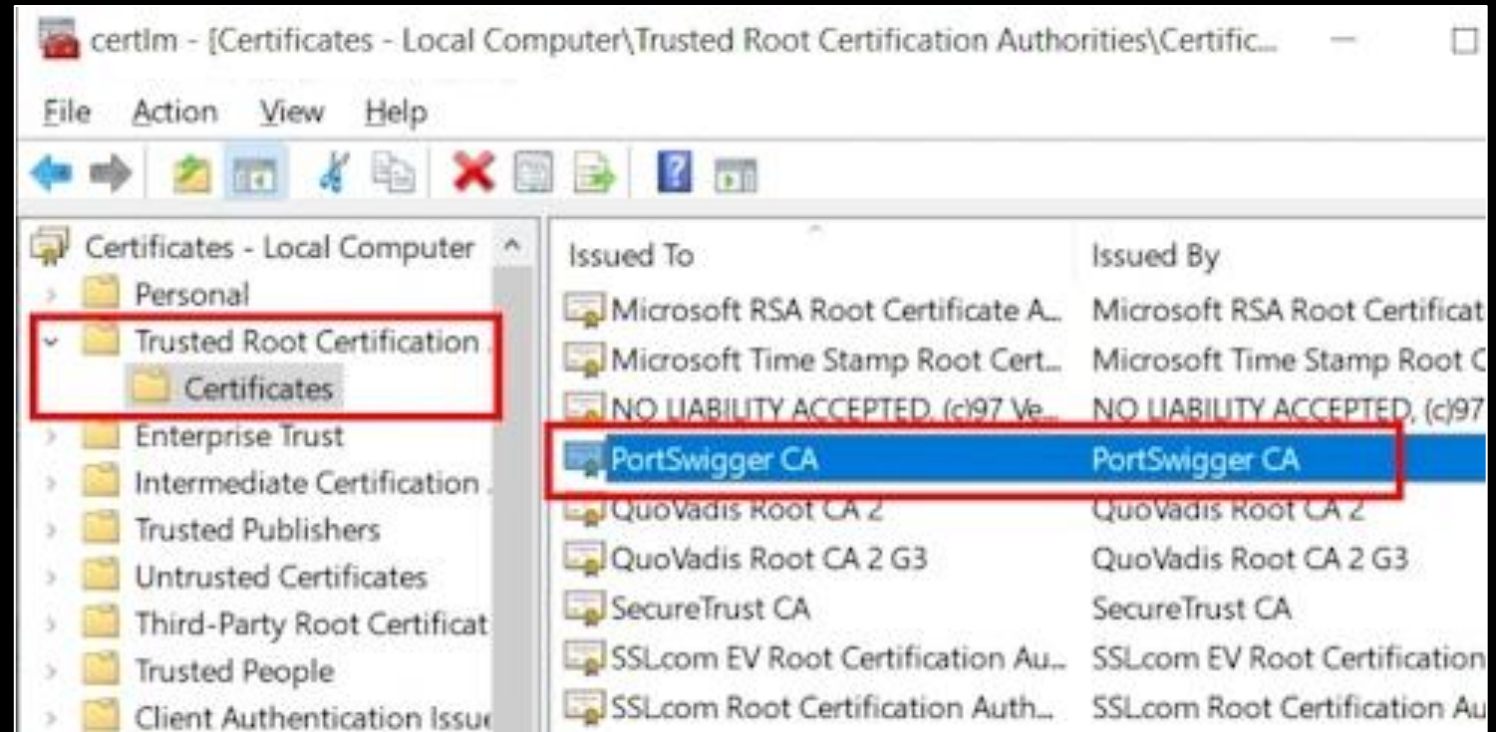 certlm - [Certificates - Local Computer\Trusted Root Certification Authorities\Certific...
File Action View Help
Certificates - Local Computer
Personal
Trusted Root Certification .
Certificates
Enterprise Trust
Intermediate Certification .
Trusted Publishers
Untrusted Certificates
Third-Party Root Certificat
Trusted People
Client Authentication Issue
Issued To Issued By
Microsoft RSA Root Certificate A... Microsoft RSA Root Certificat
Microsoft Time Stamp Root Cert... Microsoft Time Stamp Root C
NO LIABILITY ACCEPTED, (c)97 Ve... NO LIABILITY ACCEPTED, (c)97
PortSwigger CA PortSwigger CA
QuoVadis Root CA 2 QuoVadis Root CA 2
QuoVadis Root CA 2 G3 QuoVadis Root CA 2 G3
SecureTrust CA SecureTrust CA
SSL.com EV Root Certification Au... SSL.com EV Root Certification
SSL.com Root Certification Auth... SSL.com Root Certification Au